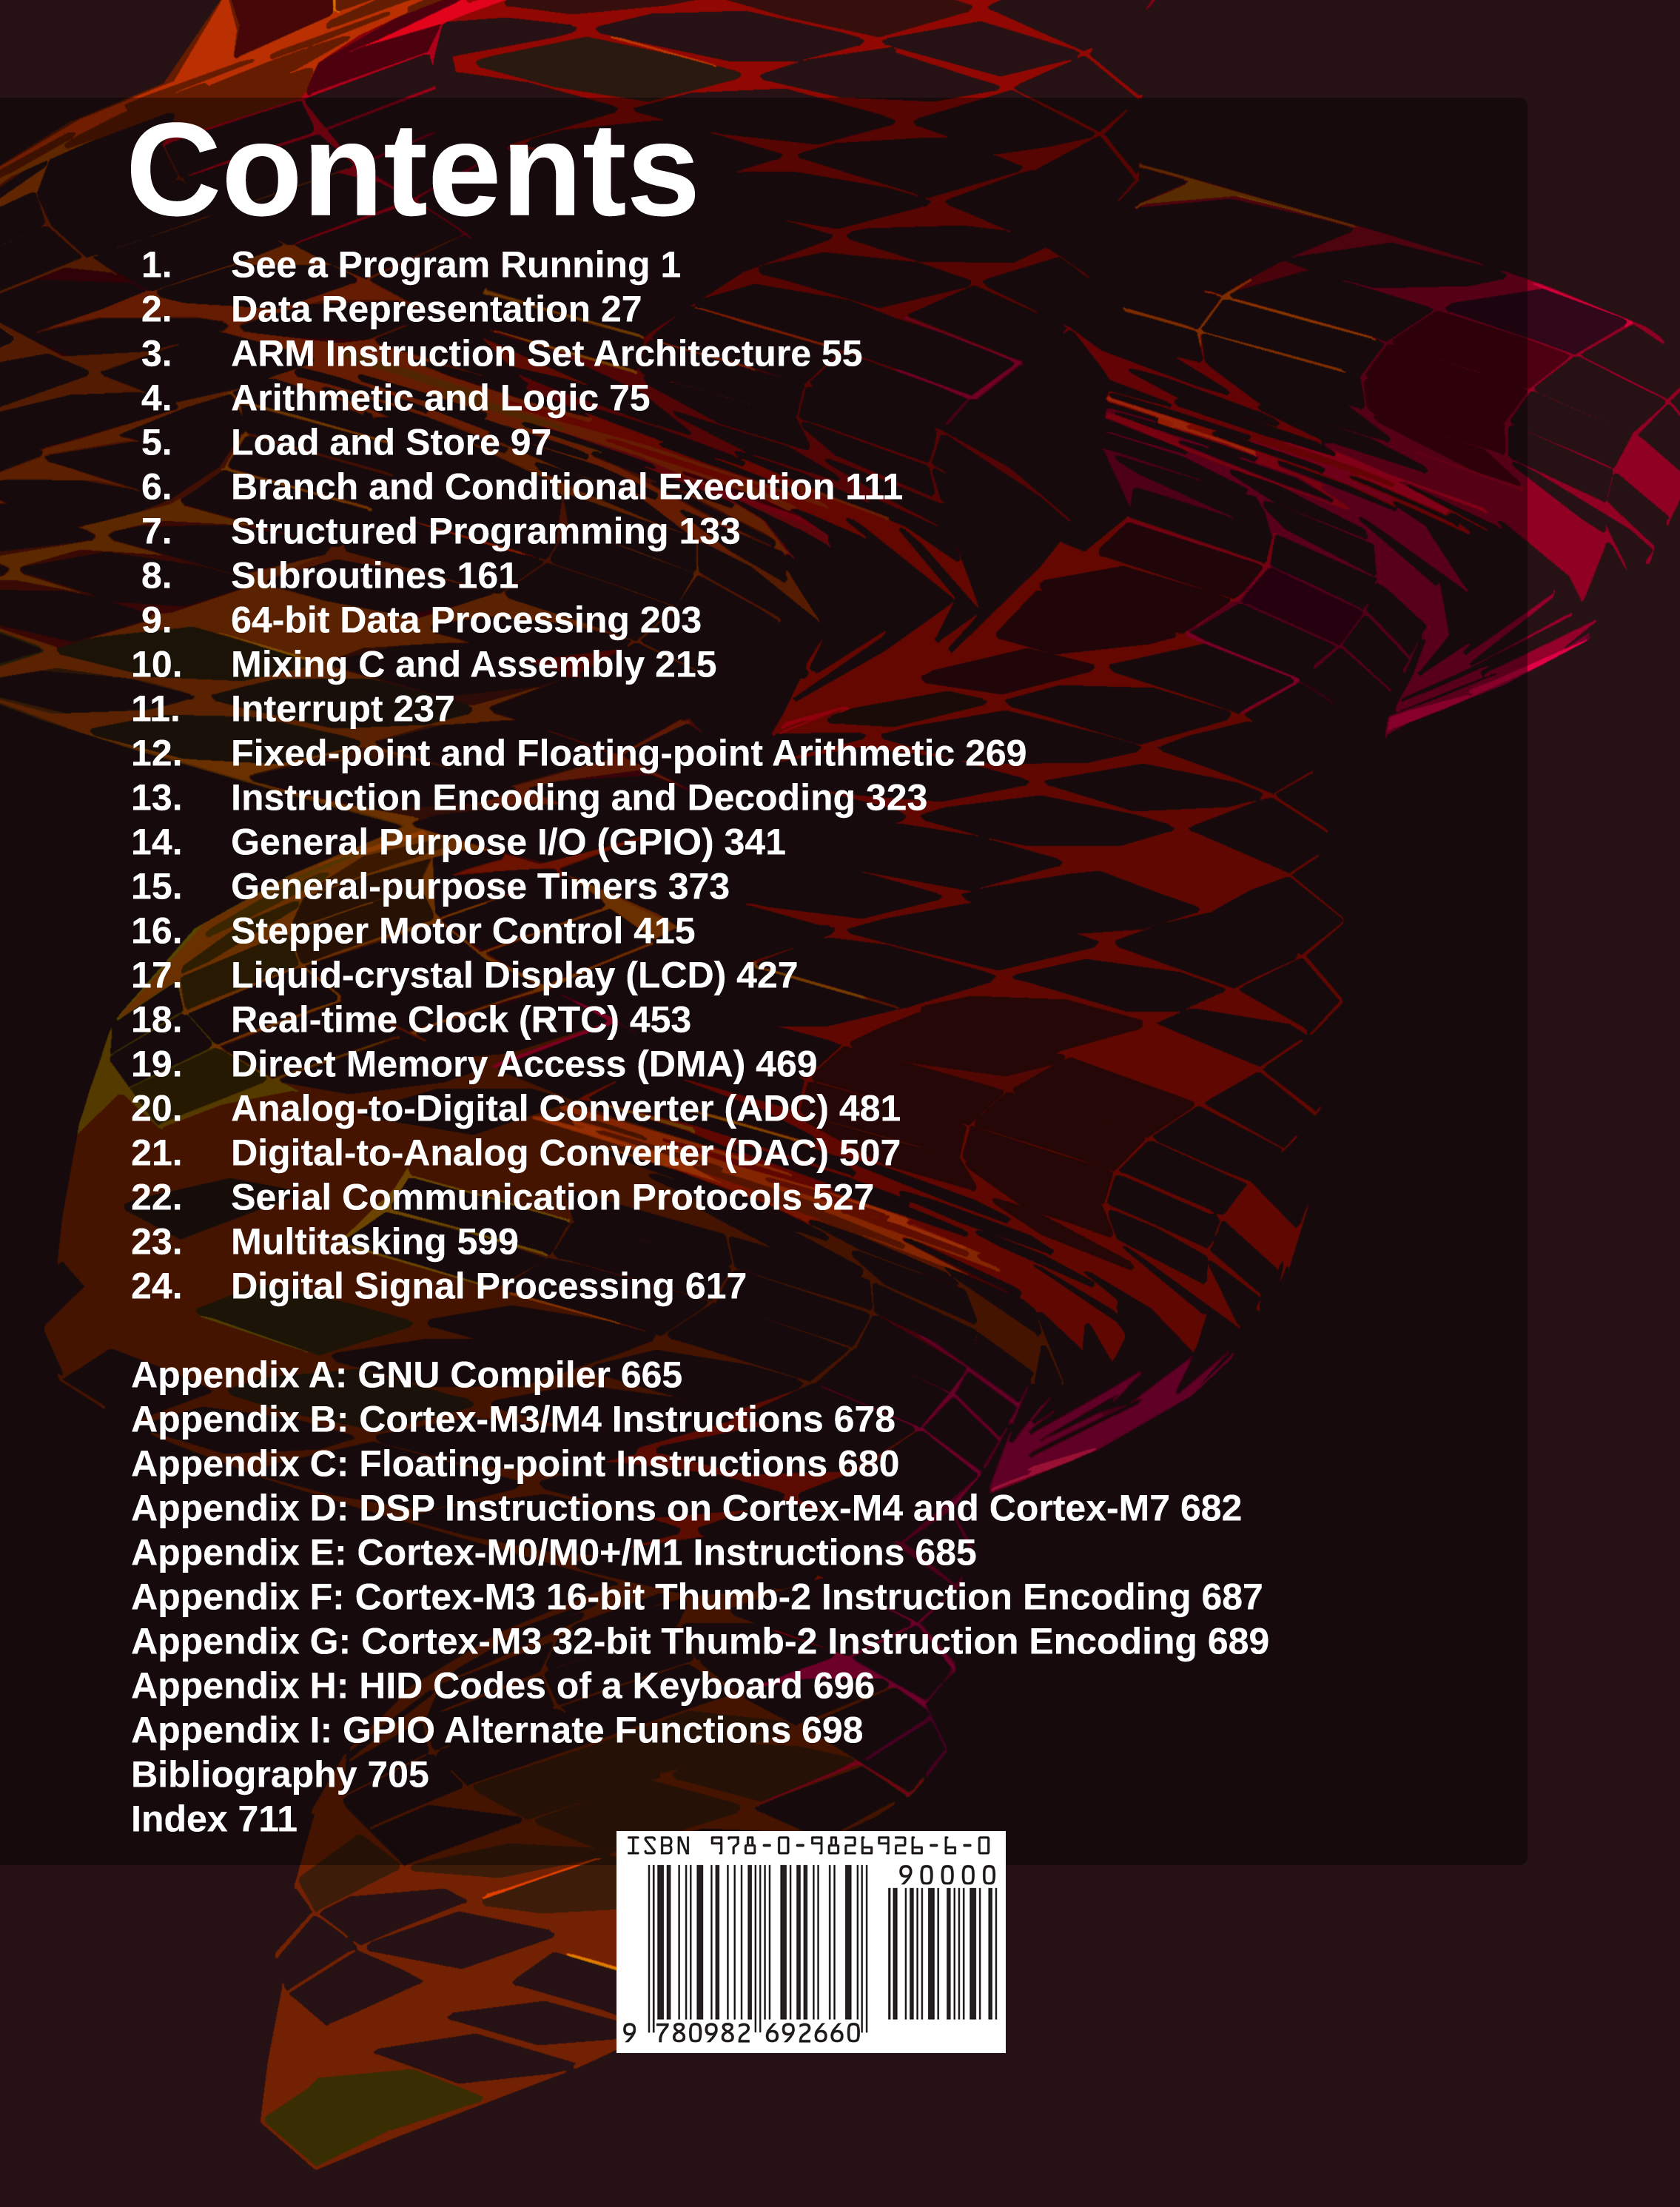 Contents
1. See a Program Running 1
2. Data Representation 27
3. ARM Instruction Set Architecture 55
4. Arithmetic and Logic 75
5. Load and Store 97
6. Branch and Conditional Execution 111
7. Structured Programming 133
8. Subroutines 161
9. 64-bit Data Processing 203
10. Mixing C and Assembly 215
11. Interrupt 237
12. Fixed-point and Floating-point Arithmetic 269
13. Instruction Encoding and Decoding 323
14. General Purpose I/O (GPIO) 341
15. General-purpose Timers 373
16. Stepper Motor Control 415
17. Liquid-crystal Display (LCD) 427
18. Real-time Clock (RTC) 453
19. Direct Memory Access (DMA) 469
20. Analog-to-Digital Converter (ADC) 481
21. Digital-to-Analog Converter (DAC) 507
22. Serial Communication Protocols 527
23. Multitasking 599
24. Digital Signal Processing 617
Appendix A: GNU Compiler 665
Appendix B: Cortex-M3/M4 Instructions 678
Appendix C: Floating-point Instructions 680
Appendix D: DSP Instructions on Cortex-M4 and Cortex-M7 682
Appendix E: Cortex-M0/M0+/M1 Instructions 685
Appendix F: Cortex-M3 16-bit Thumb-2 Instruction Encoding 687
Appendix G: Cortex-M3 32-bit Thumb-2 Instruction Encoding 689
Appendix H: HID Codes of a Keyboard 696
Appendix I: GPIO Alternate Functions 698
Bibliography 705
Index 711
ISBN 978-0-9826926-6-0
90000
9 780982 692660